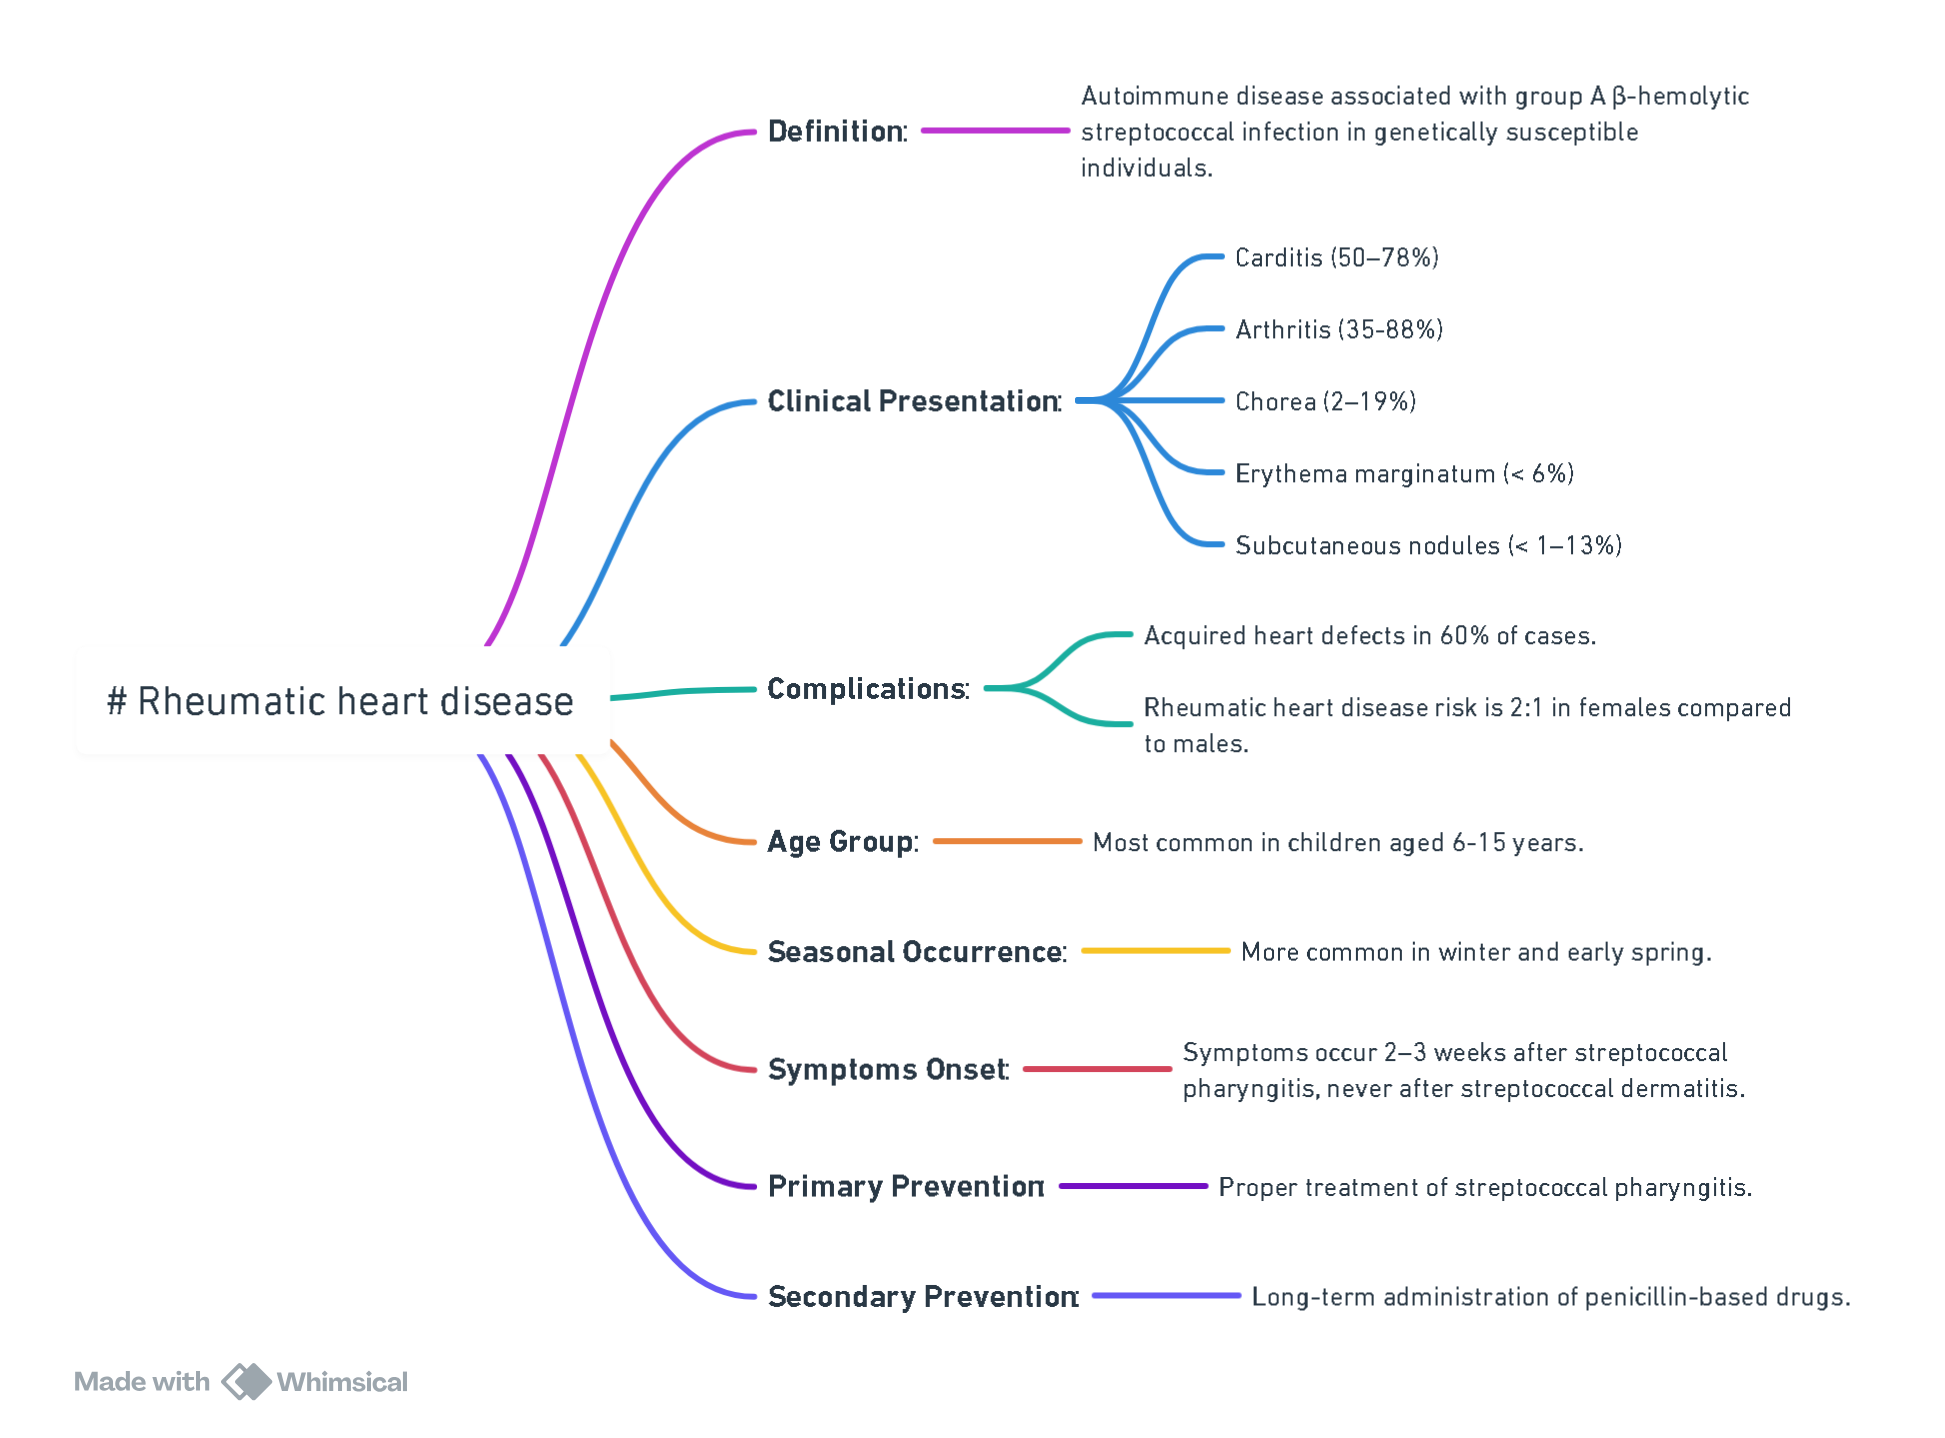 Definition:
Autoimmune disease associated with group A β-hemolytic
streptococcal infection in genetically susceptible
individuals.
Clinical Presentation:
Carditis (50–78%)
Arthritis (35-88%)
Chorea (2–19%)
Erythema marginatum (< 6%)
Subcutaneous nodules (< 1–13%)
# Rheumatic heart disease
Complications:
Acquired heart defects in 60% of cases.
Rheumatic heart disease risk is 2:1 in females compared
to males.
Age Group:
Most common in children aged 6-15 years.
Seasonal Occurrence:
More common in winter and early spring.
Symptoms Onset:
Symptoms occur 2–3 weeks after streptococcal
pharyngitis, never after streptococcal dermatitis.
Primary Prevention:
Proper treatment of streptococcal pharyngitis.
Secondary Prevention:
Long-term administration of penicillin-based drugs.
Made with Whimsical